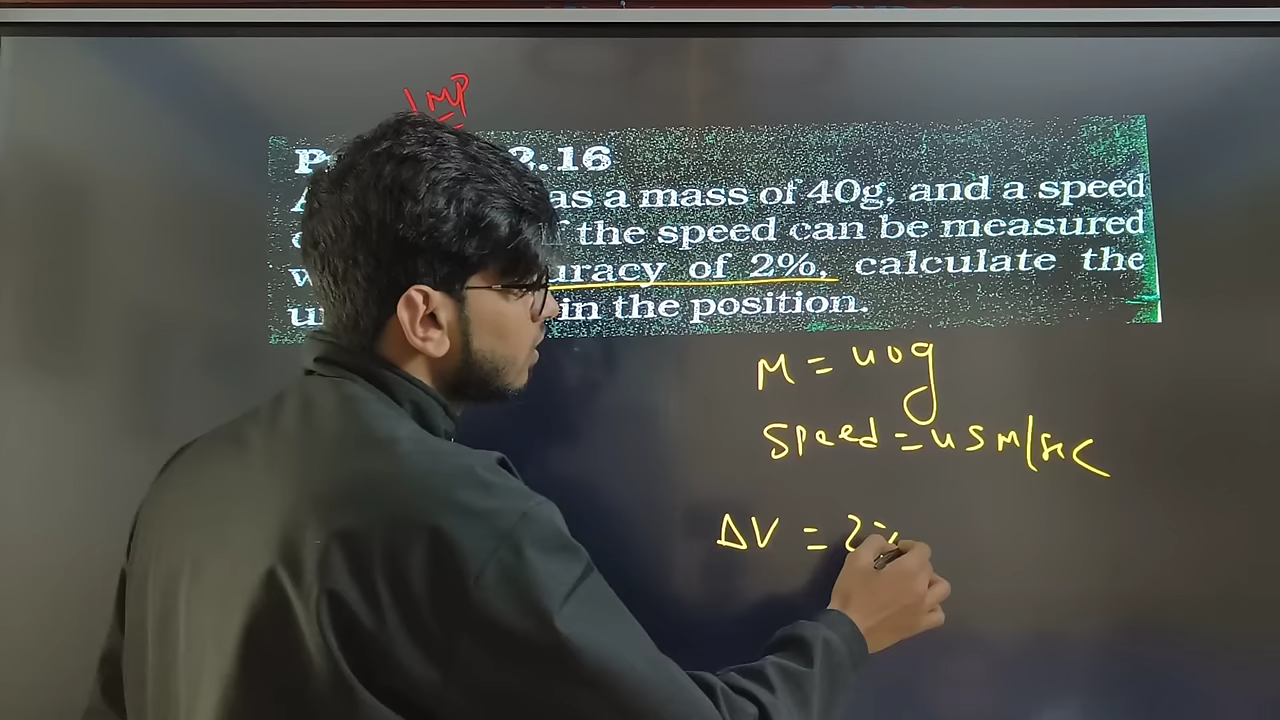 IMP
2.16
as a mass of 40g, and a speed
the speed can be measured
uracy of 2%, calculate the
in the position.
M = 40g
Speed = 45 M/sec
ΔV = 2%